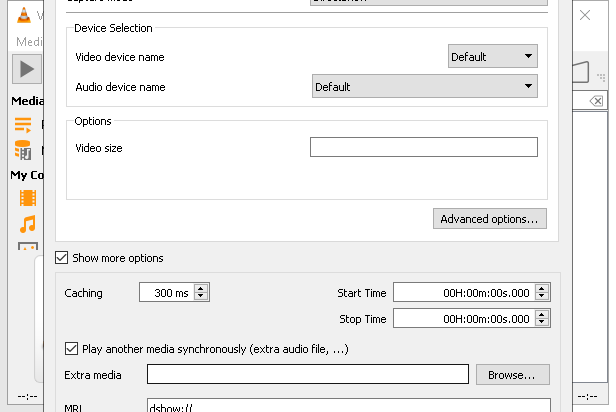 Device Selection
Video device name
Default
Audio device name
Default
Options
Video size
Advanced options...
Show more options
Caching
300 ms
Start Time
00H:00m:00s.000
Stop Time
00H:00m:00s.000
Play another media synchronously (extra audio file, ...)
Extra media
Browse...
MRL
dshow://
Media
My Co
--:--
--:--